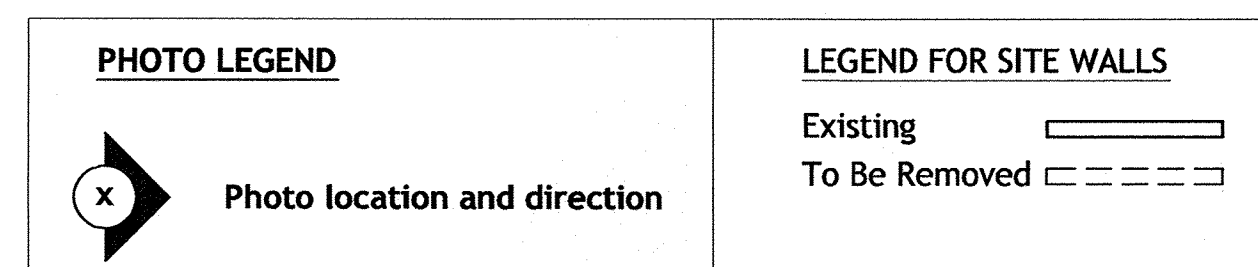 PHOTO LEGEND
x
Photo location and direction
LEGEND FOR SITE WALLS
Existing
To Be Removed